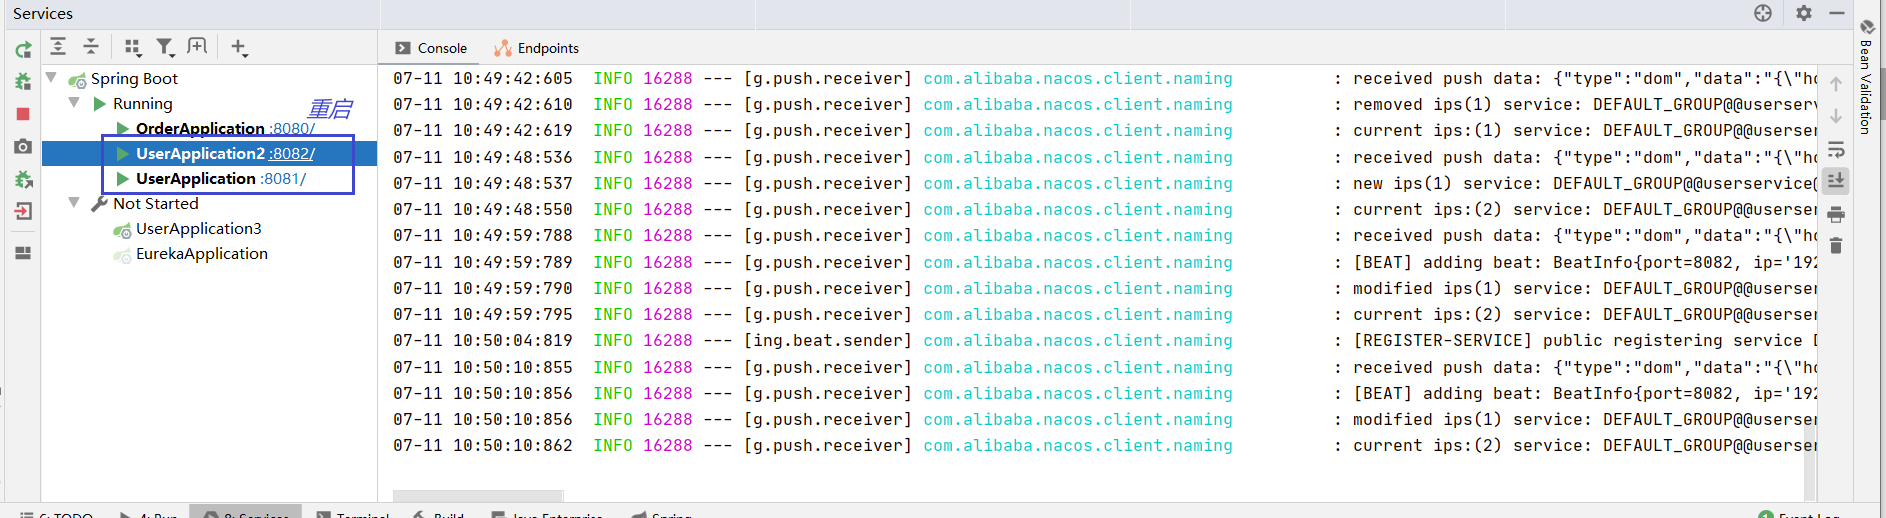 Services
Console
Endpoints
Spring Boot
Running
重启
OrderApplication :8080/
UserApplication2 :8082/
UserApplication :8081/
Not Started
UserApplication3
EurekaApplication
07-11 10:49:42:605 INFO 16288 --- [g.push.receiver] com.alibaba.nacos.client.naming : received push data: {"type":"dom","data":"{\"ho
07-11 10:49:42:610 INFO 16288 --- [g.push.receiver] com.alibaba.nacos.client.naming : removed ips(1) service: DEFAULT_GROUP@@userserv
07-11 10:49:42:619 INFO 16288 --- [g.push.receiver] com.alibaba.nacos.client.naming : current ips:(1) service: DEFAULT_GROUP@@userser
07-11 10:49:48:536 INFO 16288 --- [g.push.receiver] com.alibaba.nacos.client.naming : received push data: {"type":"dom","data":"{\"ho
07-11 10:49:48:537 INFO 16288 --- [g.push.receiver] com.alibaba.nacos.client.naming : new ips(1) service: DEFAULT_GROUP@@userservice@
07-11 10:49:48:550 INFO 16288 --- [g.push.receiver] com.alibaba.nacos.client.naming : current ips:(2) service: DEFAULT_GROUP@@userser
07-11 10:49:59:788 INFO 16288 --- [g.push.receiver] com.alibaba.nacos.client.naming : received push data: {"type":"dom","data":"{\"ho
07-11 10:49:59:789 INFO 16288 --- [g.push.receiver] com.alibaba.nacos.client.naming : [BEAT] adding beat: BeatInfo{port=8082, ip='192
07-11 10:49:59:790 INFO 16288 --- [g.push.receiver] com.alibaba.nacos.client.naming : modified ips(1) service: DEFAULT_GROUP@@userser
07-11 10:49:59:795 INFO 16288 --- [g.push.receiver] com.alibaba.nacos.client.naming : current ips:(2) service: DEFAULT_GROUP@@userser
07-11 10:50:04:819 INFO 16288 --- [ing.beat.sender] com.alibaba.nacos.client.naming : [REGISTER-SERVICE] public registering service D
07-11 10:50:10:855 INFO 16288 --- [g.push.receiver] com.alibaba.nacos.client.naming : received push data: {"type":"dom","data":"{\"ho
07-11 10:50:10:856 INFO 16288 --- [g.push.receiver] com.alibaba.nacos.client.naming : [BEAT] adding beat: BeatInfo{port=8082, ip='192
07-11 10:50:10:856 INFO 16288 --- [g.push.receiver] com.alibaba.nacos.client.naming : modified ips(1) service: DEFAULT_GROUP@@userser
07-11 10:50:10:862 INFO 16288 --- [g.push.receiver] com.alibaba.nacos.client.naming : current ips:(2) service: DEFAULT_GROUP@@userser
Bean Validation
6: TODO 4: Run 8: Services Terminal Build Java Enterprise Spring Event Log